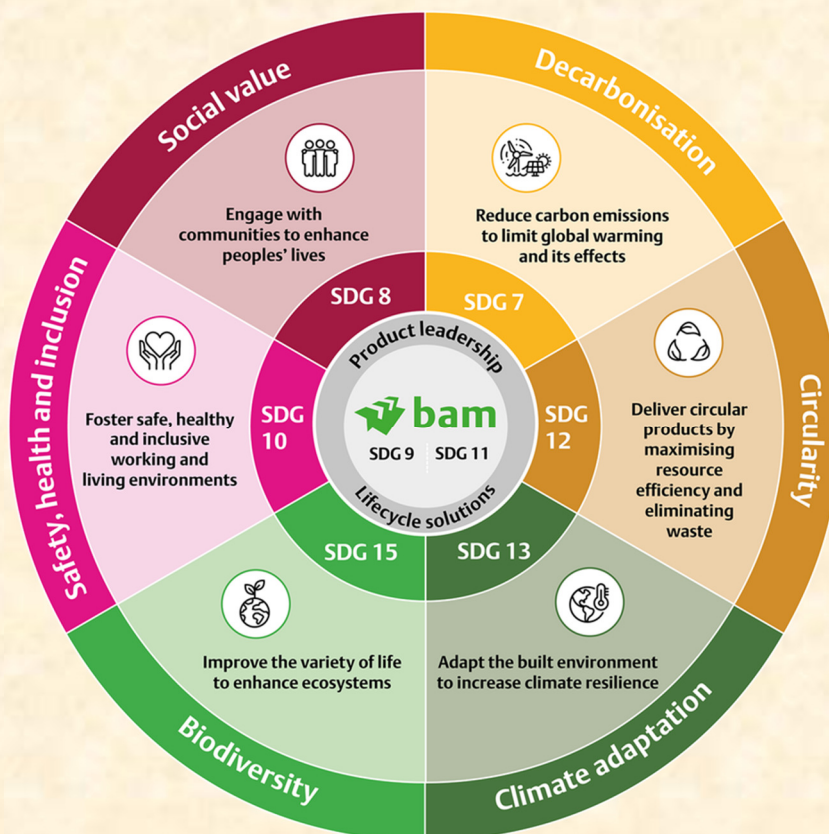 Social value
Engage with
communities to enhance
peoples' lives
SDG 8
Decarbonisation
Reduce carbon emissions
to limit global warming
and its effects
SDG 7
Circularity
Deliver circular
products by
maximising
resource
efficiency and
eliminating
waste
SDG
12
Climate adaptation
Adapt the built environment
to increase climate resilience
SDG 13
Biodiversity
Improve the variety of life
to enhance ecosystems
SDG 15
Safety, health and inclusion
Foster safe, healthy
and inclusive
working and
living environments
SDG
10
Product leadership
bam
SDG 9 SDG 11
Lifecycle solutions